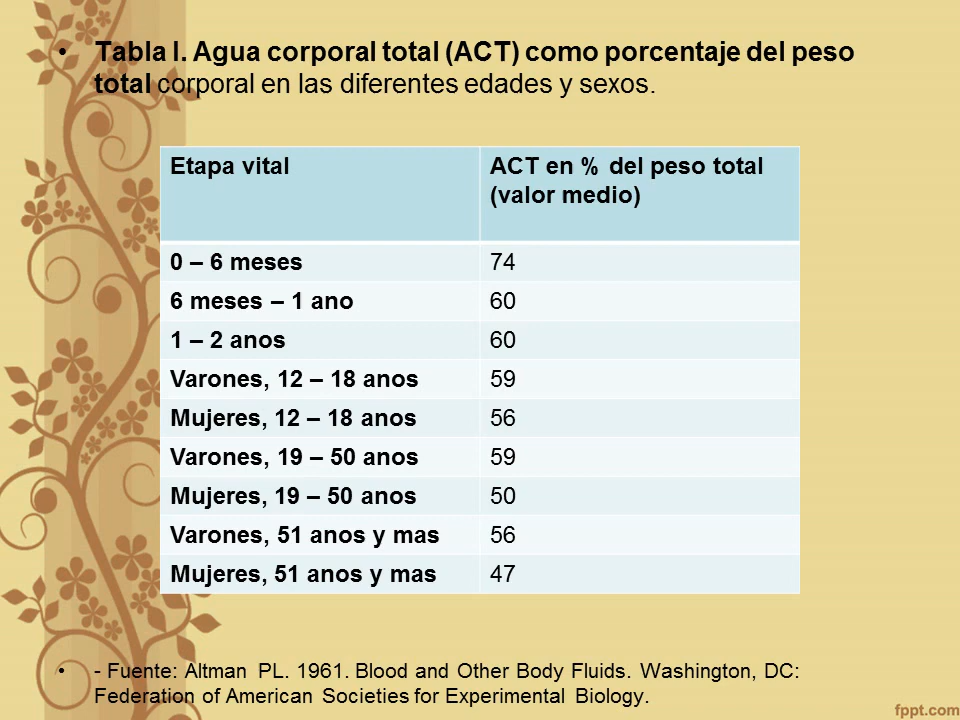 • Tabla I. Agua corporal total (ACT) como porcentaje del peso
total corporal en las diferentes edades y sexos.
Etapa vital
ACT en % del peso total
(valor medio)
0 – 6 meses 74
6 meses – 1 ano 60
1 – 2 anos 60
Varones, 12 – 18 anos 59
Mujeres, 12 – 18 anos 56
Varones, 19 – 50 anos 59
Mujeres, 19 – 50 anos 50
Varones, 51 anos y mas 56
Mujeres, 51 anos y mas 47
• - Fuente: Altman PL. 1961. Blood and Other Body Fluids. Washington, DC:
Federation of American Societies for Experimental Biology.
fppt.com